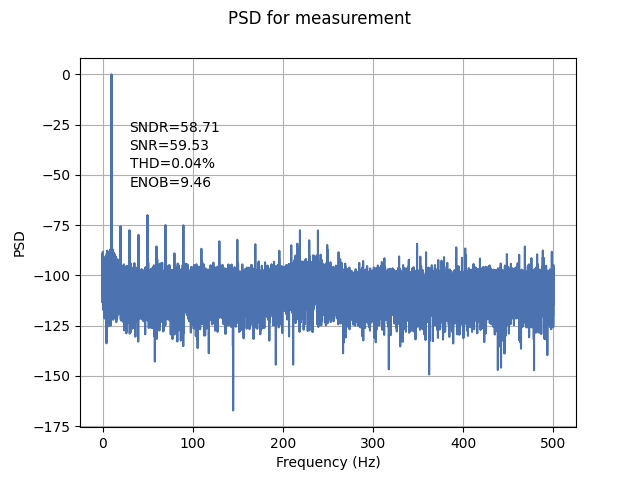 PSD for measurement
0
−25
−50
−75
−100
−125
−150
−175
PSD
SNDR=58.71
SNR=59.53
THD=0.04%
ENOB=9.46
0 100 200 300 400 500
Frequency (Hz)